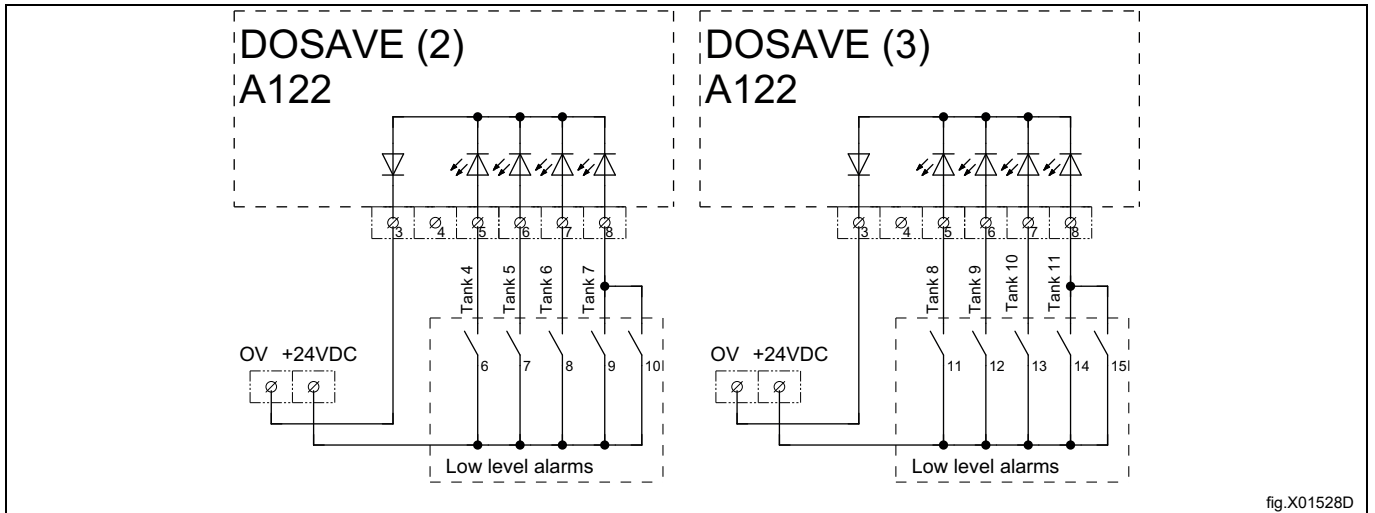 DOSAVE (2)
A122
3 4 5 6 7 8
Tank 4
Tank 5
Tank 6
Tank 7
OV +24VDC
6 7 8 9 10
Low level alarms
DOSAVE (3)
A122
3 4 5 6 7 8
Tank 8
Tank 9
Tank 10
Tank 11
OV +24VDC
11 12 13 14 15
Low level alarms
fig.X01528D